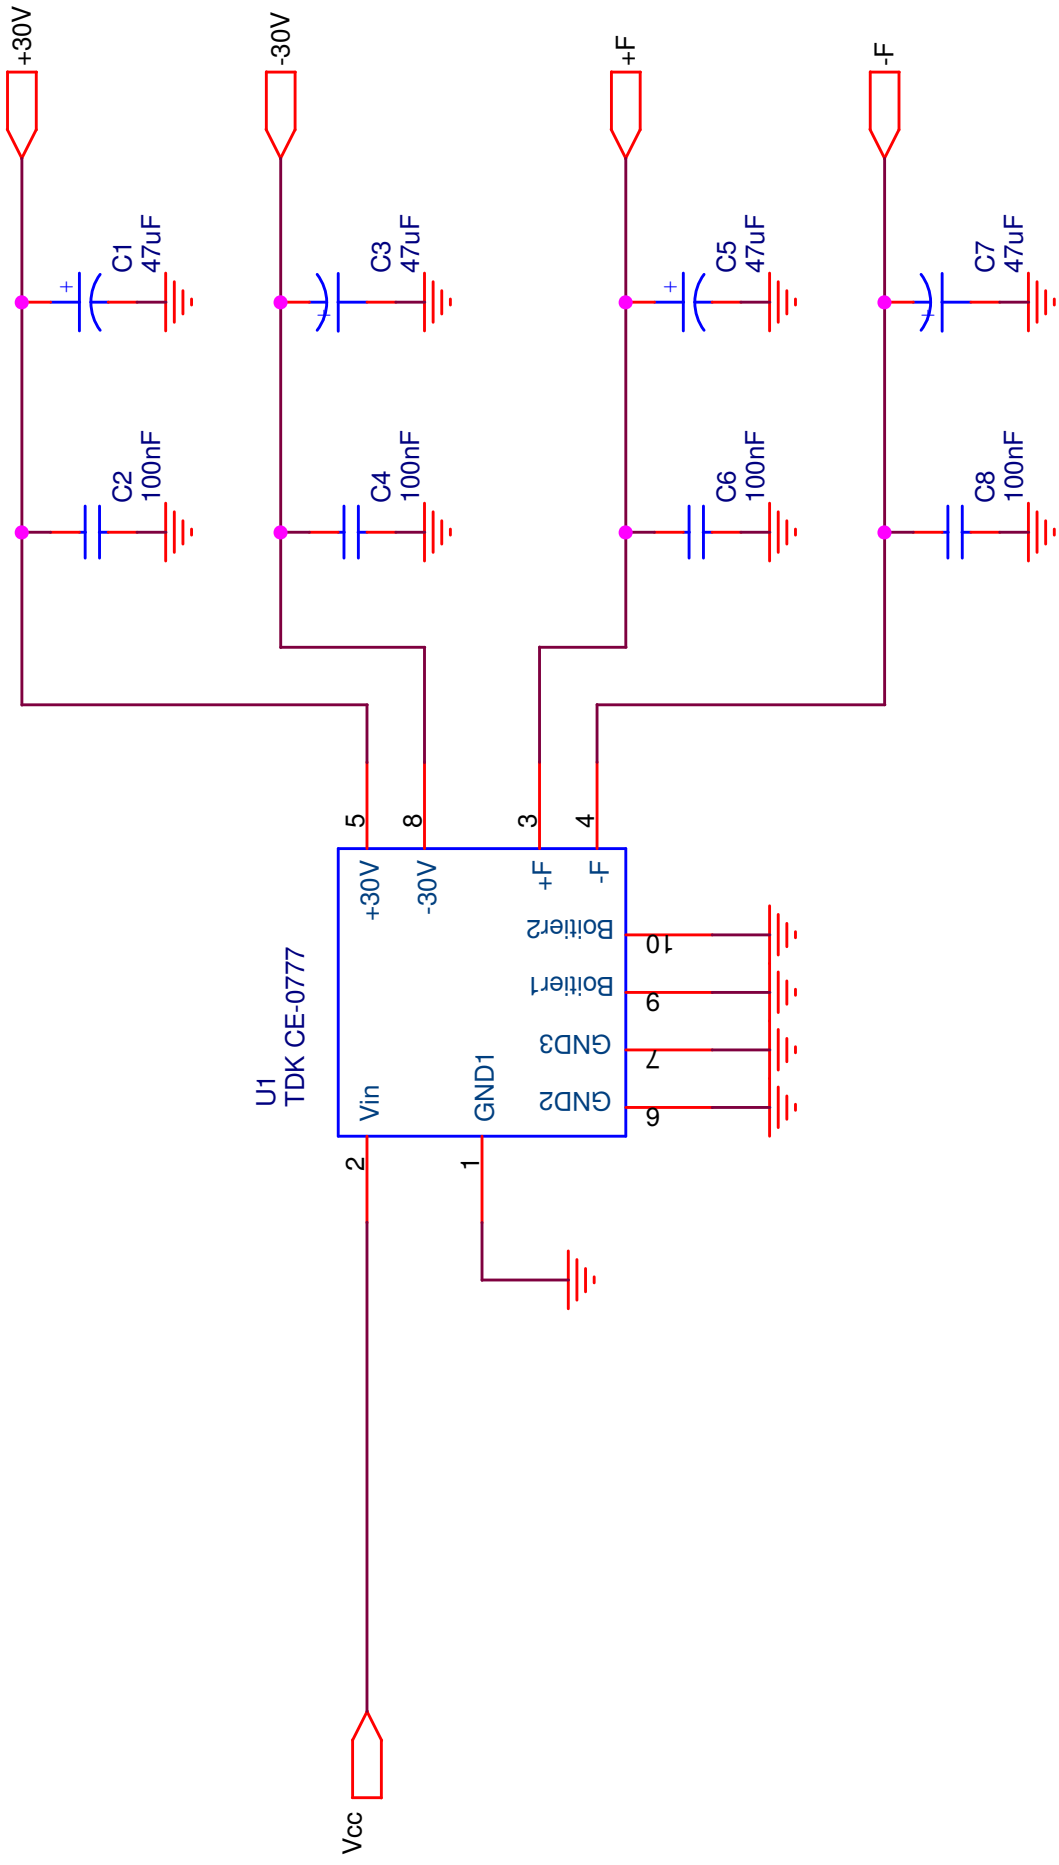 +30V
+
C2
100nF
C1
47uF
-30V
U1
TDK CE-0777
+
C4
100nF
C3
47uF
Vcc
2
Vin
+30V
5
-30V
8
1
GND1
+F
3
-F
4
GND2
GND3
Boitier1
Boitier2
6
7
9
10
+F
+
C6
100nF
C5
47uF
-F
+
C8
100nF
C7
47uF